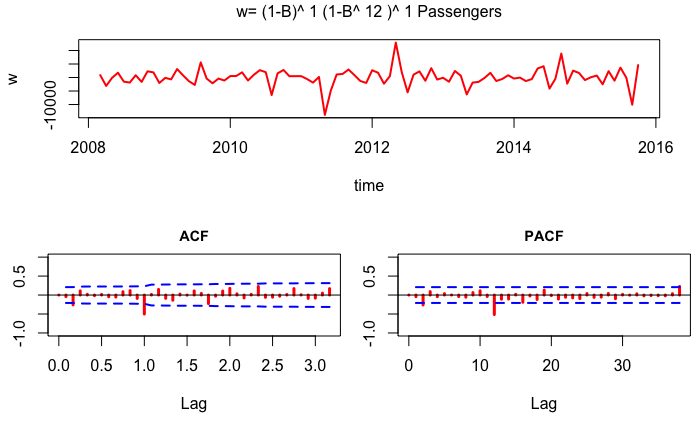 w= (1-B)^ 1 (1-B^ 12 )^ 1 Passengers
w
-10000
2008 2010 2012 2014 2016
time
ACF PACF
0.5 0.5
-1.0 -1.0
0.0 0.5 1.0 1.5 2.0 2.5 3.0 0 10 20 30
Lag Lag